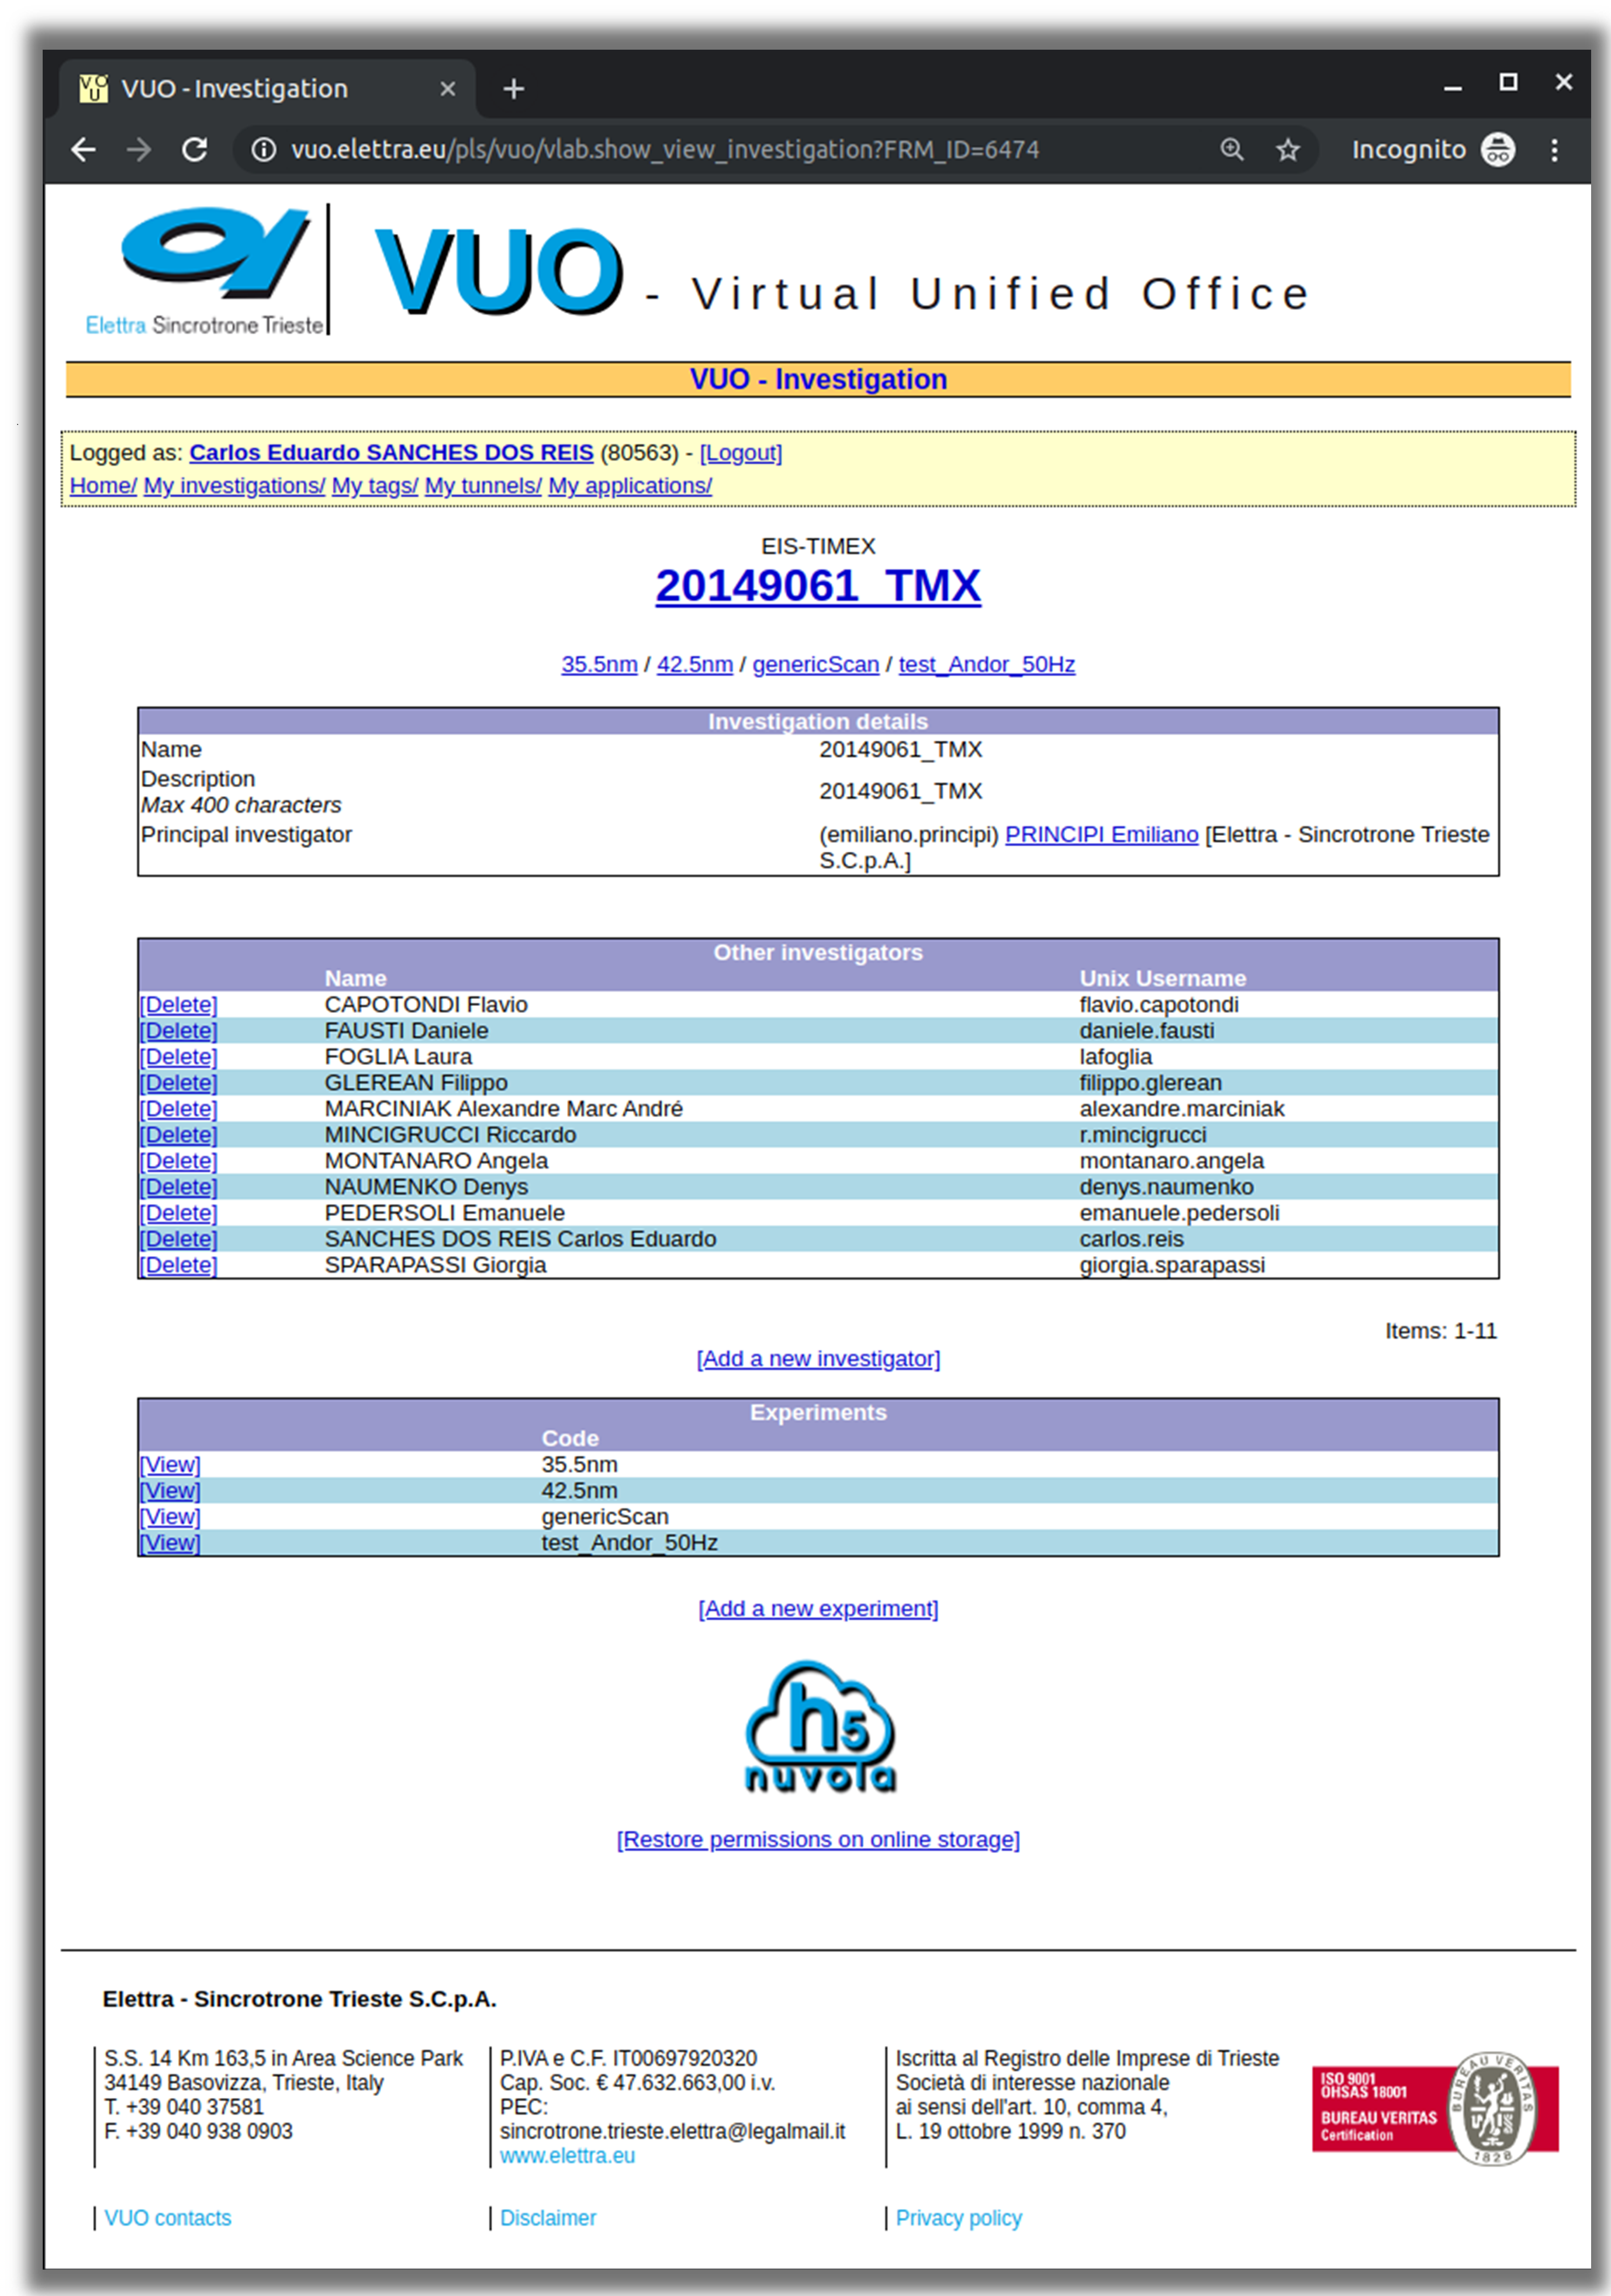 VUO - Investigation
vuo.elettra.eu/pls/vuo/vlab.show_view_investigation?FRM_ID=6474
Incognito
Elettra Sincrotrone Trieste
VUO - Virtual Unified Office
VUO - Investigation
Logged as: Carlos Eduardo SANCHES DOS REIS (80563) - [Logout]
Home/ My investigations/ My tags/ My tunnels/ My applications/
EIS-TIMEX
20149061_TMX
35.5nm / 42.5nm / genericScan / test_Andor_50Hz
Investigation details
Name 20149061_TMX
Description
Max 400 characters
20149061_TMX
Principal investigator (emiliano.principi) PRINCIPI Emiliano [Elettra - Sincrotrone Trieste
S.C.p.A.]
Other investigators
Name Unix Username
[Delete] CAPOTONDI Flavio flavio.capotondi
[Delete] FAUSTI Daniele daniele.fausti
[Delete] FOGLIA Laura lafoglia
[Delete] GLEREAN Filippo filippo.glerean
[Delete] MARCINIAK Alexandre Marc André alexandre.marciniak
[Delete] MINCIGRUCCI Riccardo r.mincigrucci
[Delete] MONTANARO Angela montanaro.angela
[Delete] NAUMENKO Denys denys.naumenko
[Delete] PEDERSOLI Emanuele emanuele.pedersoli
[Delete] SANCHES DOS REIS Carlos Eduardo carlos.reis
[Delete] SPARAPASSI Giorgia giorgia.sparapassi
Items: 1-11
[Add a new investigator]
Experiments
Code
[View] 35.5nm
[View] 42.5nm
[View] genericScan
[View] test_Andor_50Hz
[Add a new experiment]
h5
nuvola
[Restore permissions on online storage]
Elettra - Sincrotrone Trieste S.C.p.A.
S.S. 14 Km 163,5 in Area Science Park
34149 Basovizza, Trieste, Italy
T. +39 040 37581
F. +39 040 938 0903
P.IVA e C.F. IT00697920320
Cap. Soc. € 47.632.663,00 i.v.
PEC:
sincrotrone.trieste.elettra@legalmail.it
www.elettra.eu
Iscritta al Registro delle Imprese di Trieste
Società di interesse nazionale
ai sensi dell'art. 10, comma 4,
L. 19 ottobre 1999 n. 370
ISO 9001
OHSAS 18001
BUREAU VERITAS
Certification
BUREAU VERITAS
1828
VUO contacts
Disclaimer
Privacy policy